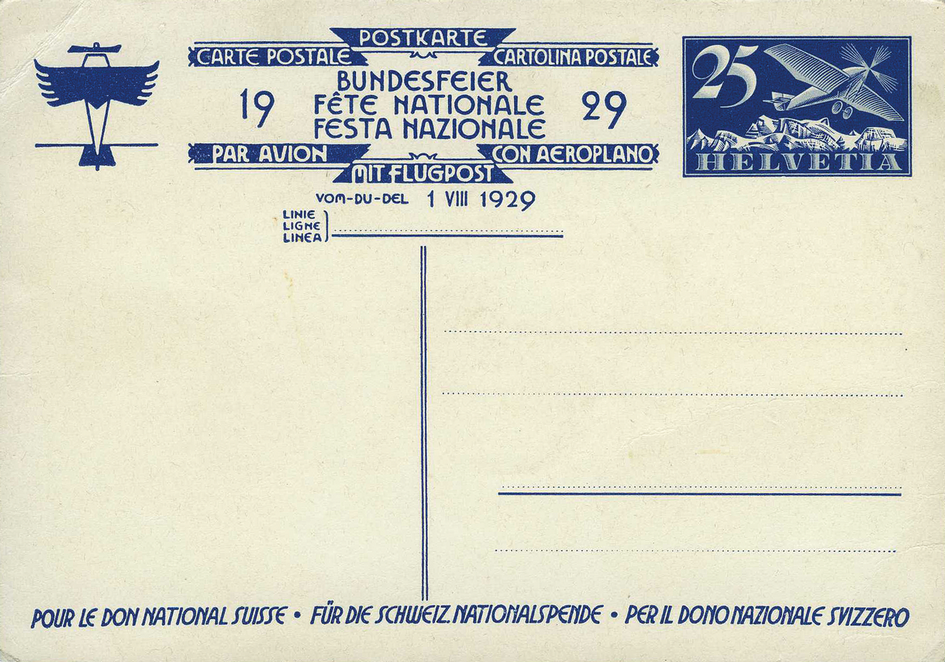 POSTKARTE
CARTE POSTALE CARTOLINA POSTALE
BUNDESFEIER
19 FÊTE NATIONALE 29
FESTA NAZIONALE
PAR AVION CON AEROPLANO
MIT FLUGPOST
VOM-DU-DEL 1 VIII 1929
LINIE
LIGNE
LINEA
25
HELVETIA
POUR LE DON NATIONAL SUISSE • FÜR DIE SCHWEIZ. NATIONALSPENDE • PER IL DONO NAZIONALE SVIZZERO